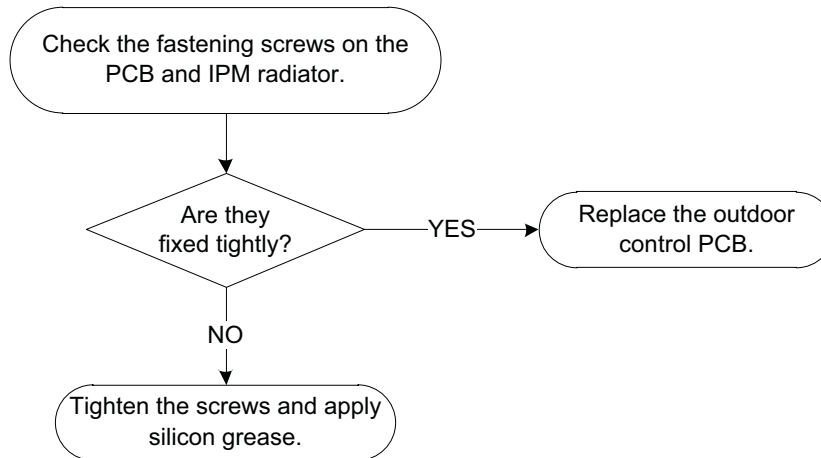 Check the fastening screws on the
PCB and IPM radiator.
Are they
fixed tightly?
YES
Replace the outdoor
control PCB.
NO
Tighten the screws and apply
silicon grease.